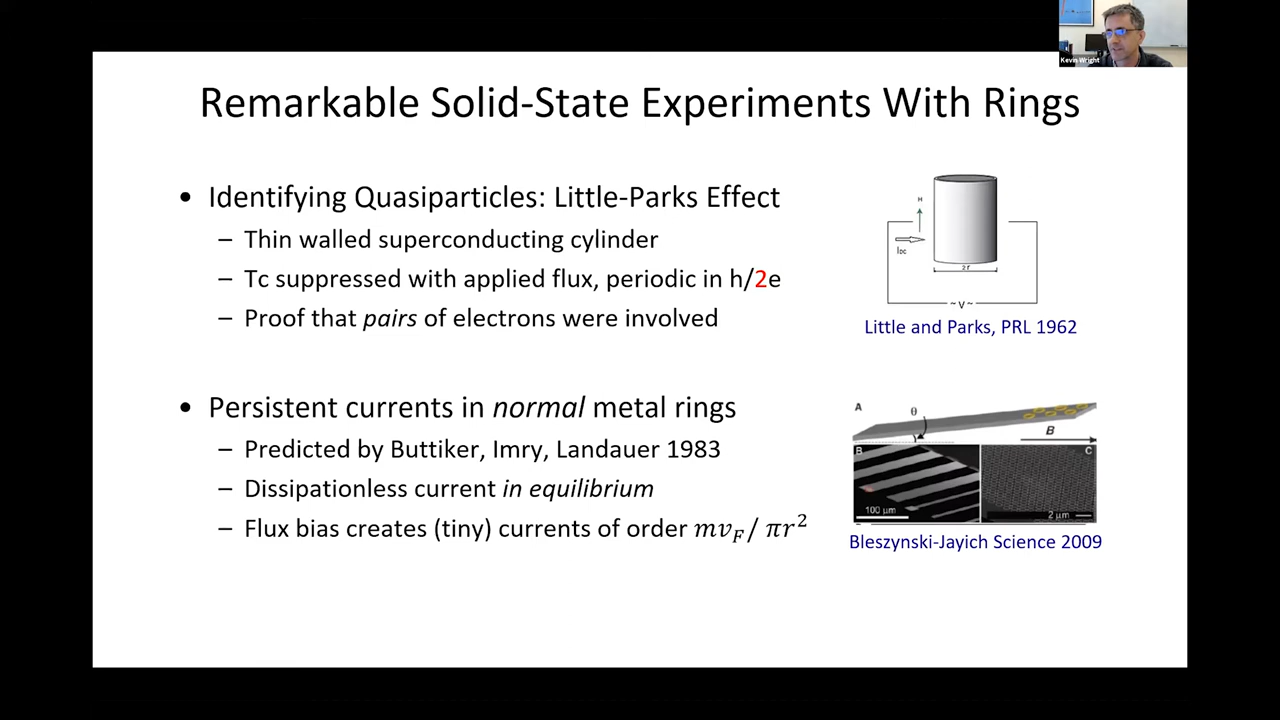 Kevin Wright
Remarkable Solid-State Experiments With Rings
• Identifying Quasiparticles: Little-Parks Effect
– Thin walled superconducting cylinder
– Tc suppressed with applied flux, periodic in h/2e
– Proof that pairs of electrons were involved
H
I_DC
2 r
~ V ~
Little and Parks, PRL 1962
• Persistent currents in normal metal rings
– Predicted by Buttiker, Imry, Landauer 1983
– Dissipationless current in equilibrium
– Flux bias creates (tiny) currents of order mv_F/ πr²
A
θ
B
B
C
100 µm
2 µm
Bleszynski-Jayich Science 2009